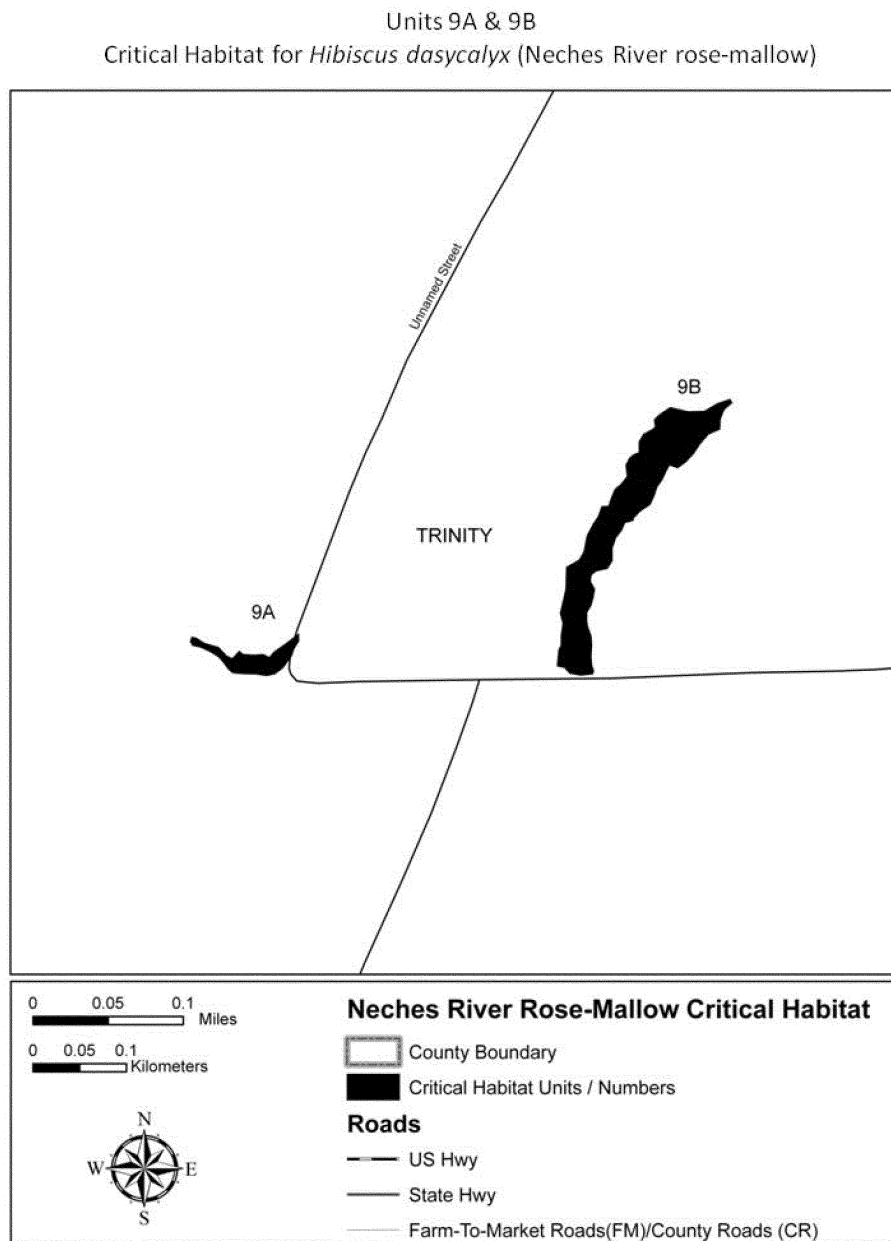 Units 9A & 9B
Critical Habitat for Hibiscus dasycalyx (Neches River rose-mallow)
Unnamed Street
9B
TRINITY
9A
0 0.05 0.1
Miles
0 0.05 0.1
Kilometers
N
W E
S
Neches River Rose-Mallow Critical Habitat
County Boundary
Critical Habitat Units / Numbers
Roads
US Hwy
State Hwy
Farm-To-Market Roads(FM)/County Roads (CR)